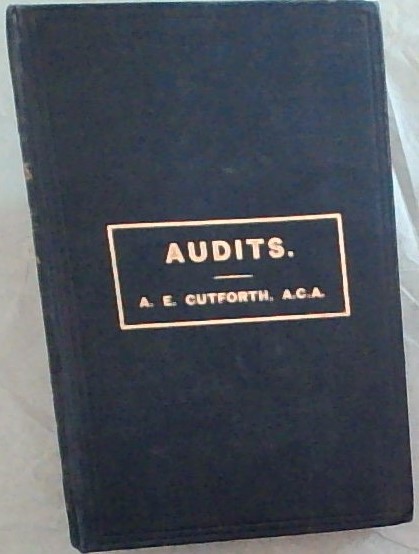 AUDITS.
A. E. CUTFORTH, A.C.A.